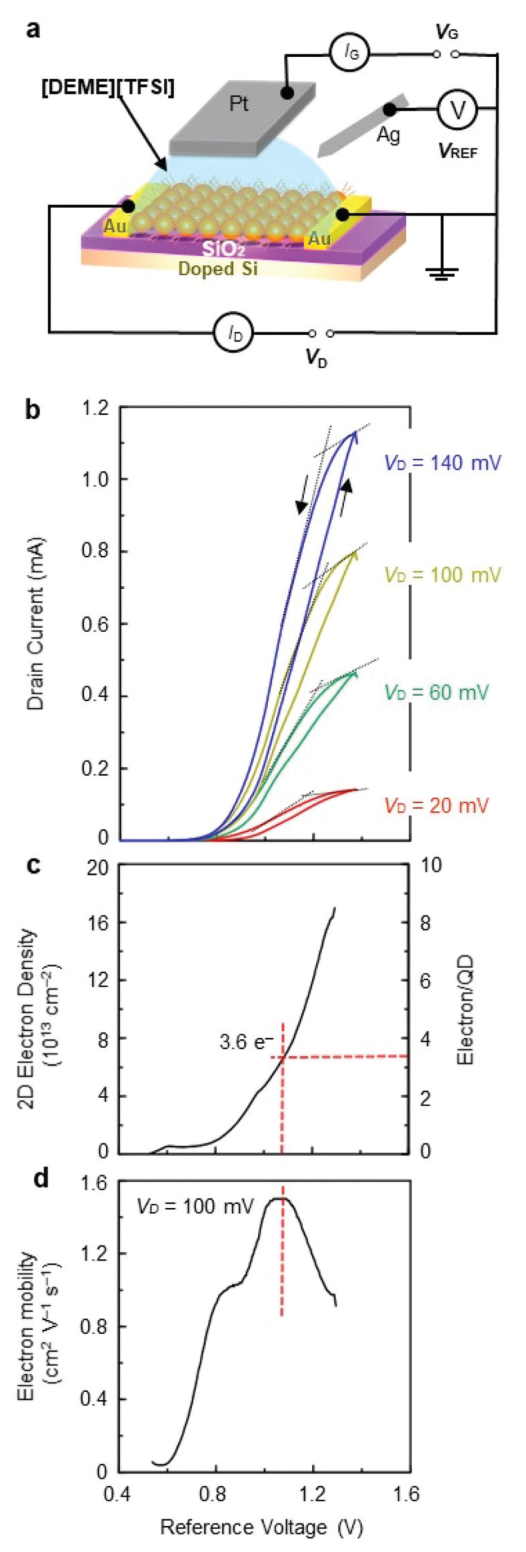 a
V_G
I_G
[DEME][TFSI]
Pt
V
Ag
V_REF
Au
SiO₂
Au
Doped Si
I_D
V_D
b
1.2
V_D = 140 mV
1.0
0.8
V_D = 100 mV
Drain Current (mA)
0.6
0.4
V_D = 60 mV
0.2
V_D = 20 mV
0
c
20
10
16
8
2D Electron Density
(10¹³ cm⁻²)
12
6
Electron/QD
3.6 e⁻
8
4
4
2
0
0
d
1.6
V_D = 100 mV
1.2
Electron mobility
(cm² V⁻¹ s⁻¹)
0.8
0.4
0
0.4 0.8 1.2 1.6
Reference Voltage (V)